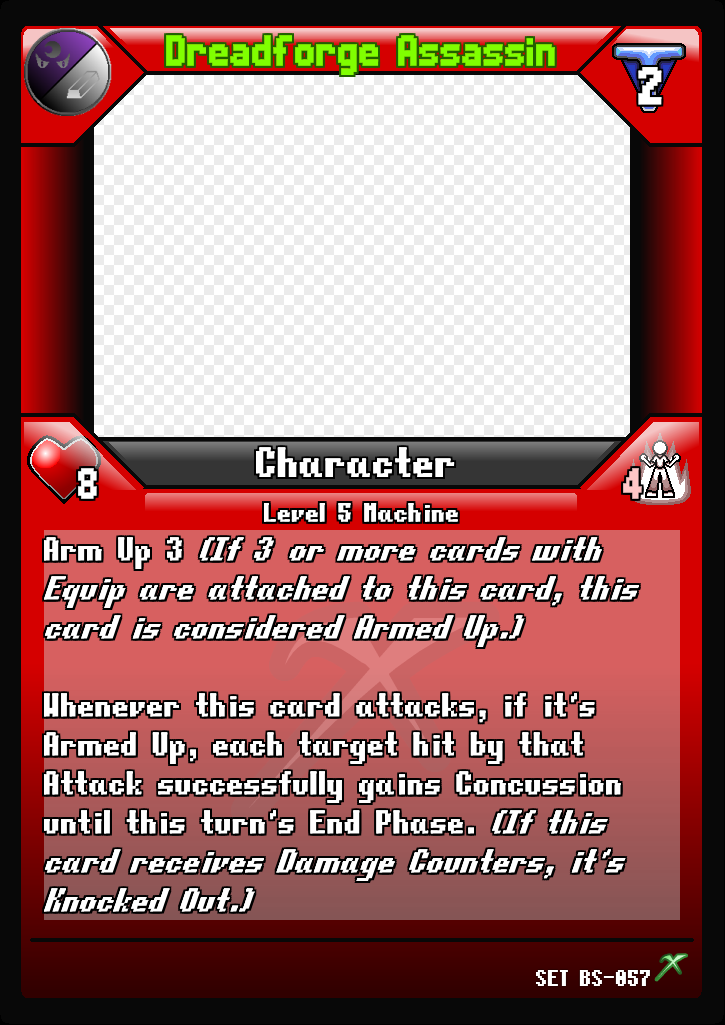 Dreadforge Assassin
2
Character
8
4
Level 5 Machine
Arm Up 3 (If 3 or more cards with
Equip are attached to this card, this
card is considered Armed Up.)
Whenever this card attacks, if it's
Armed Up, each target hit by that
Attack successfully gains Concussion
until this turn's End Phase. (If this
card receives Damage Counters, it's
Knocked Out.)
SET BS-057